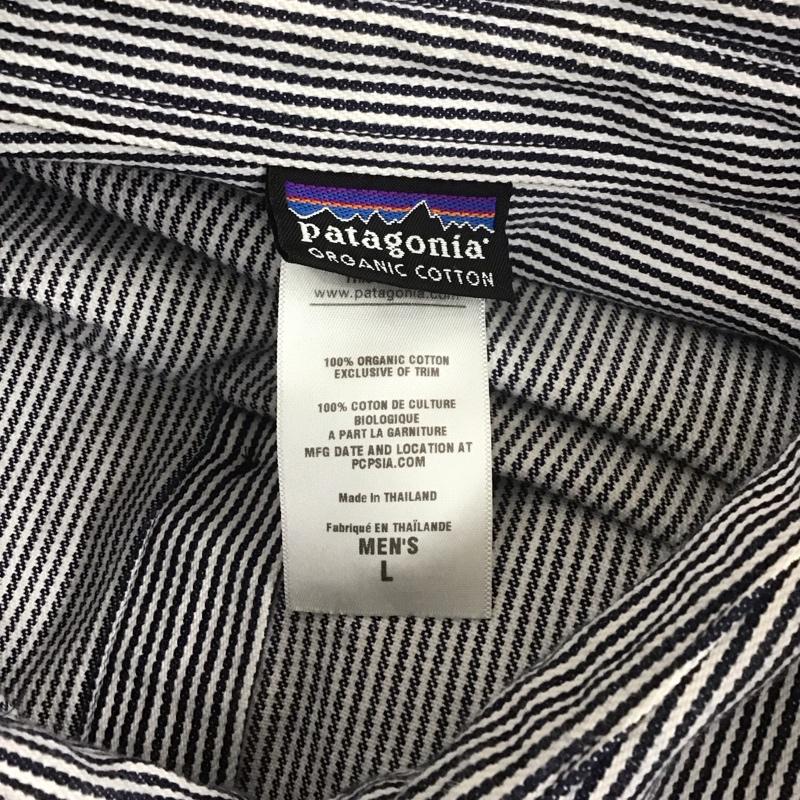 patagonia®
ORGANIC COTTON
www.patagonia.com
100% ORGANIC COTTON
EXCLUSIVE OF TRIM
100% COTON DE CULTURE
BIOLOGIQUE
A PART LA GARNITURE
MFG DATE AND LOCATION AT
PCPSIA.COM
Made In THAILAND
Fabriqué EN THAÏLANDE
MEN'S
L